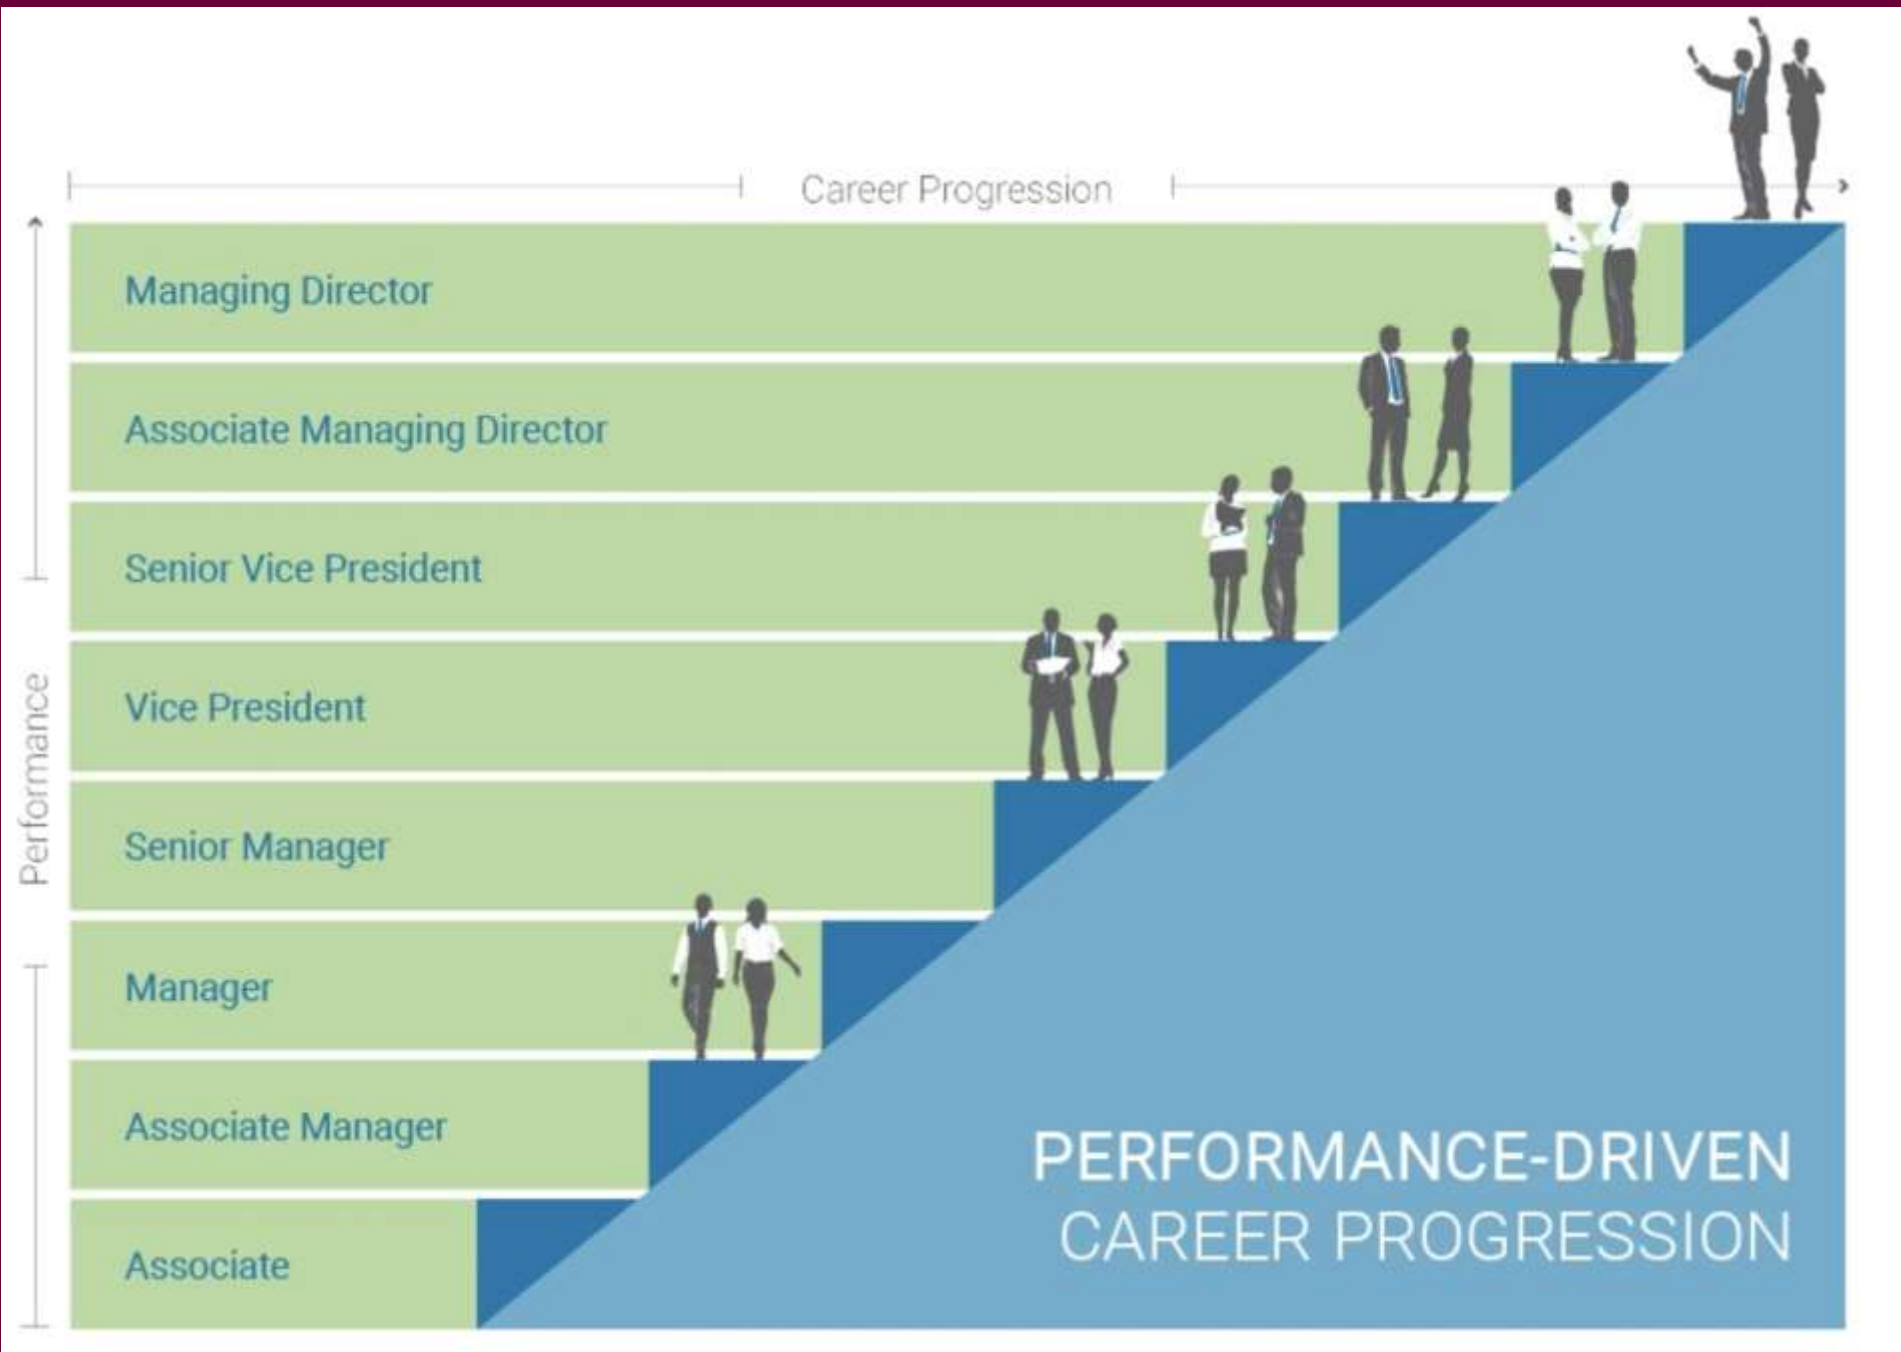 Career Progression
Managing Director
Associate Managing Director
Senior Vice President
Vice President
Performance
Senior Manager
Manager
Associate Manager
Associate
PERFORMANCE-DRIVEN
CAREER PROGRESSION